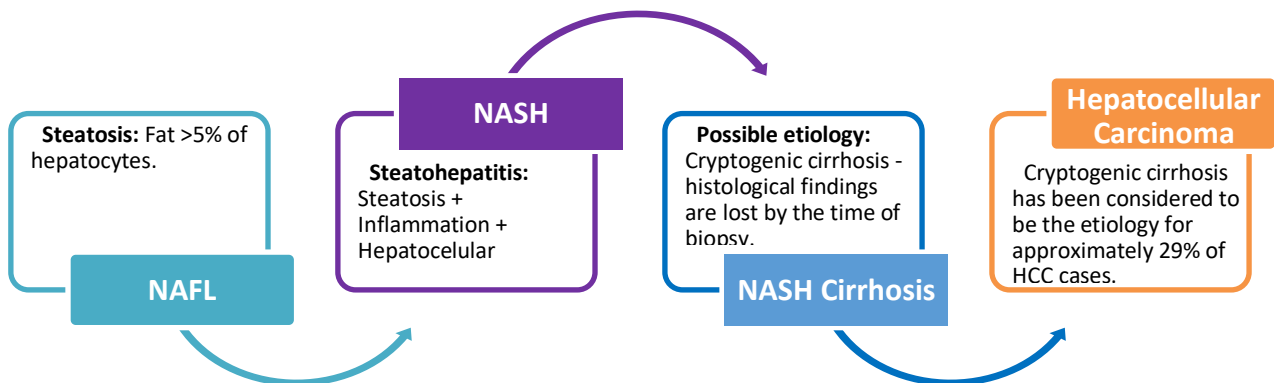 Steatosis: Fat >5% of
hepatocytes.
NAFL
NASH
Steatohepatitis:
Steatosis +
Inflammation +
Hepatocelular
Possible etiology:
Cryptogenic cirrhosis -
histological findings
are lost by the time of
biopsy.
NASH Cirrhosis
Hepatocellular
Carcinoma
Cryptogenic cirrhosis
has been considered to
be the etiology for
approximately 29% of
HCC cases.